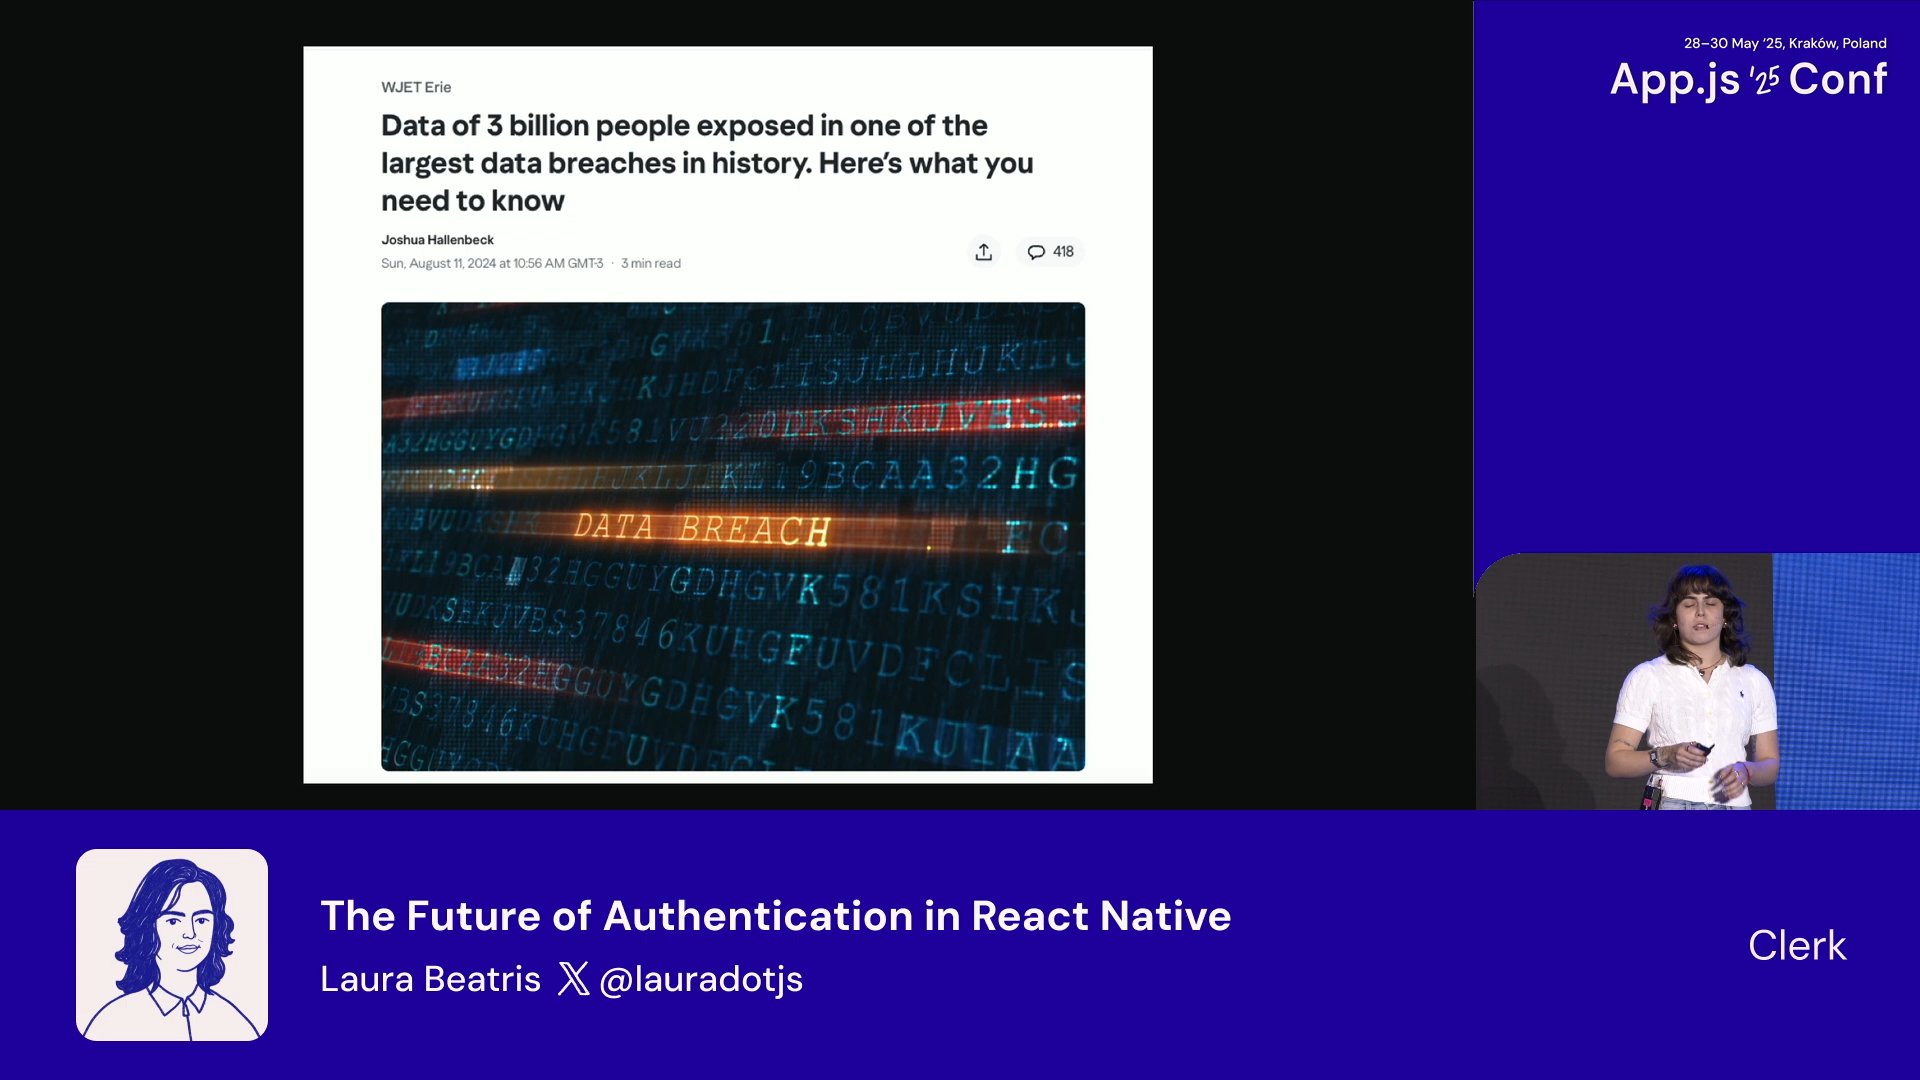 WJET Erie
Data of 3 billion people exposed in one of the
largest data breaches in history. Here's what you
need to know
Joshua Hallenbeck
Sun, August 11, 2024 at 10:56 AM GMT-3 · 3 min read
418
DATA BREACH
28–30 May '25, Kraków, Poland
App.js '25 Conf
The Future of Authentication in React Native
Laura Beatris 𝕏 @lauradotjs
Clerk